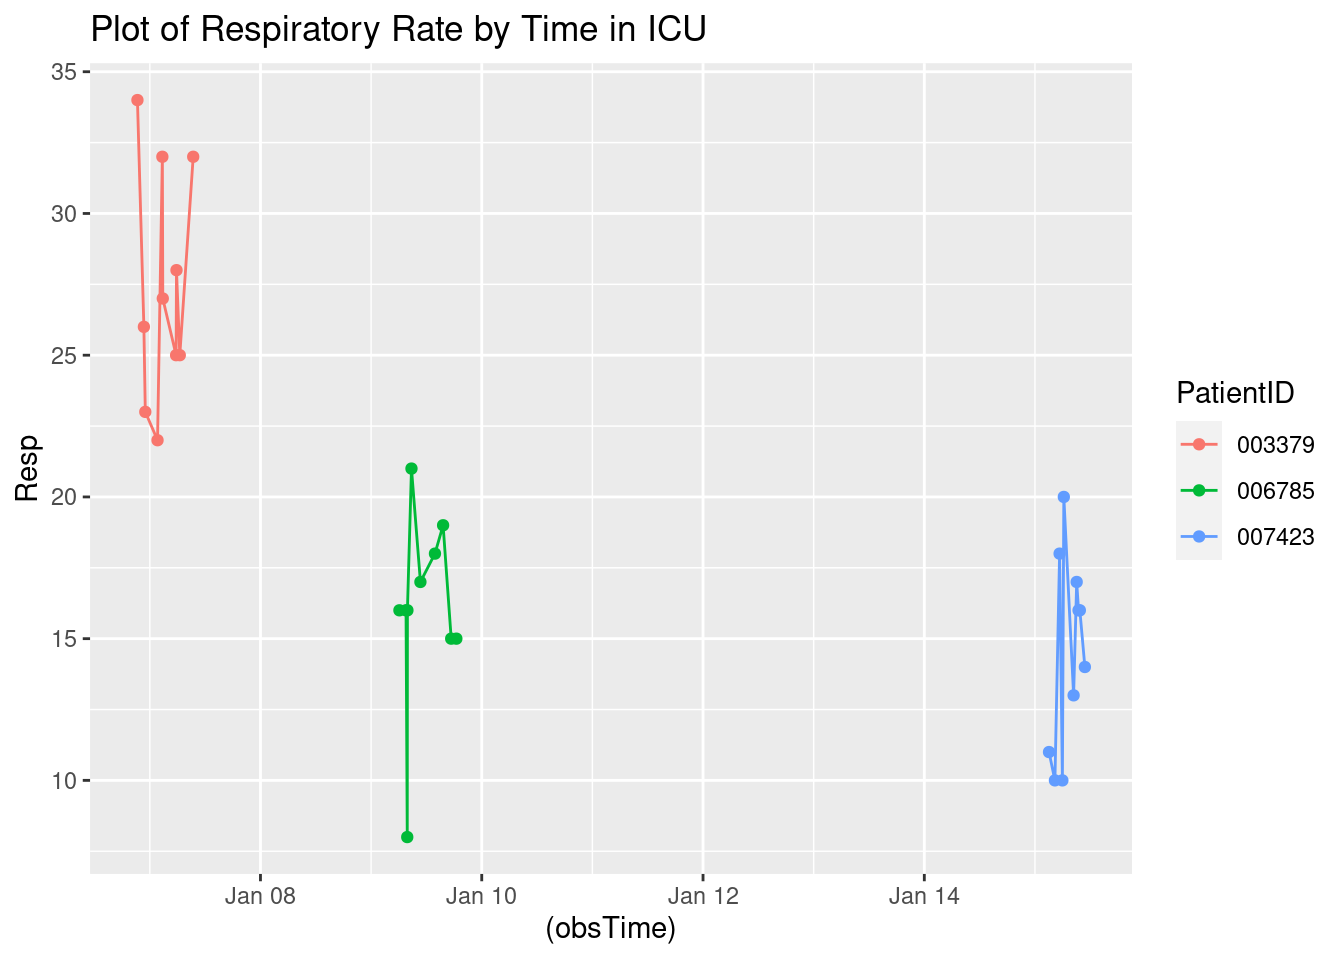 Plot of Respiratory Rate by Time in ICU
35
30
25
20
15
10
Resp
Jan 08
Jan 10
Jan 12
Jan 14
(obsTime)
PatientID
003379
006785
007423